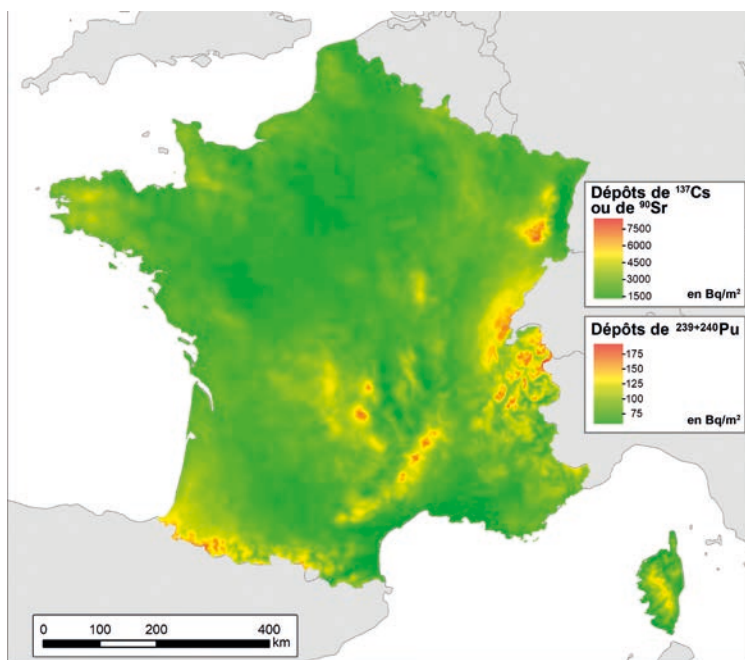 Dépôts de ¹³⁷Cs
ou de ⁹⁰Sr
7500
6000
4500
3000
1500
en Bq/m²
Dépôts de ²³⁹⁺²⁴⁰Pu
175
150
125
100
75
en Bq/m²
0 100 200 400
km